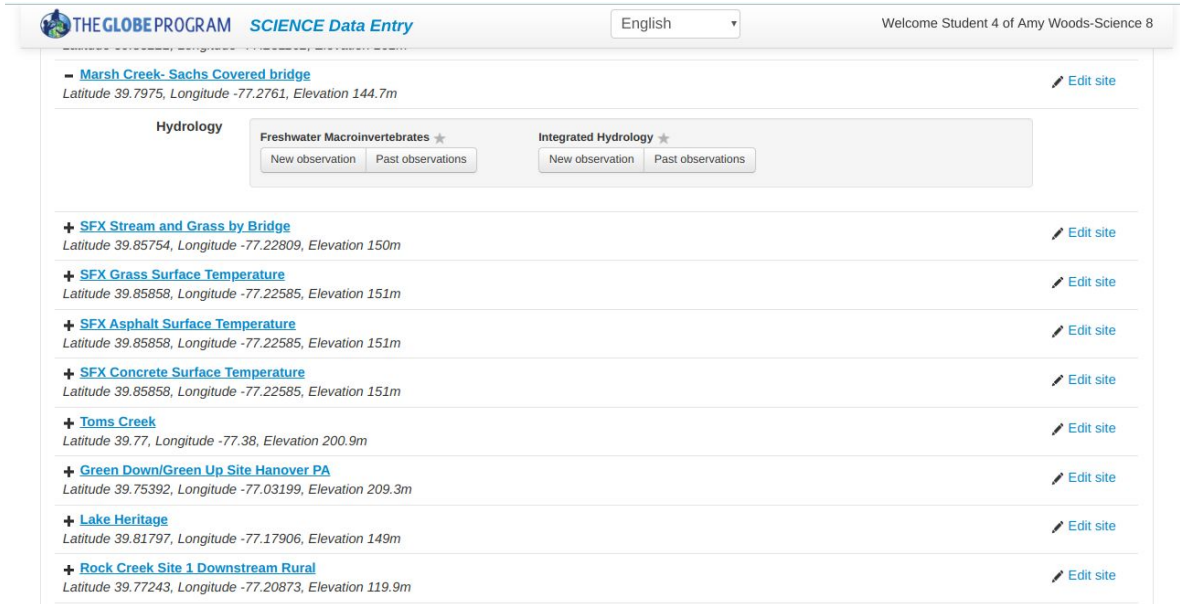 THE GLOBE PROGRAM SCIENCE Data Entry English Welcome Student 4 of Amy Woods-Science 8
Marsh Creek- Sachs Covered bridge
Edit site
Latitude 39.7975, Longitude -77.2761, Elevation 144.7m
Hydrology
Freshwater Macroinvertebrates
New observation Past observations
Integrated Hydrology
New observation Past observations
SFX Stream and Grass by Bridge
Edit site
Latitude 39.85754, Longitude -77.22809, Elevation 150m
SFX Grass Surface Temperature
Edit site
Latitude 39.85858, Longitude -77.22585, Elevation 151m
SFX Asphalt Surface Temperature
Edit site
Latitude 39.85858, Longitude -77.22585, Elevation 151m
SFX Concrete Surface Temperature
Edit site
Latitude 39.85858, Longitude -77.22585, Elevation 151m
Toms Creek
Edit site
Latitude 39.77, Longitude -77.38, Elevation 200.9m
Green Down/Green Up Site Hanover PA
Edit site
Latitude 39.75392, Longitude -77.03199, Elevation 209.3m
Lake Heritage
Edit site
Latitude 39.81797, Longitude -77.17906, Elevation 149m
Rock Creek Site 1 Downstream Rural
Edit site
Latitude 39.77243, Longitude -77.20873, Elevation 119.9m